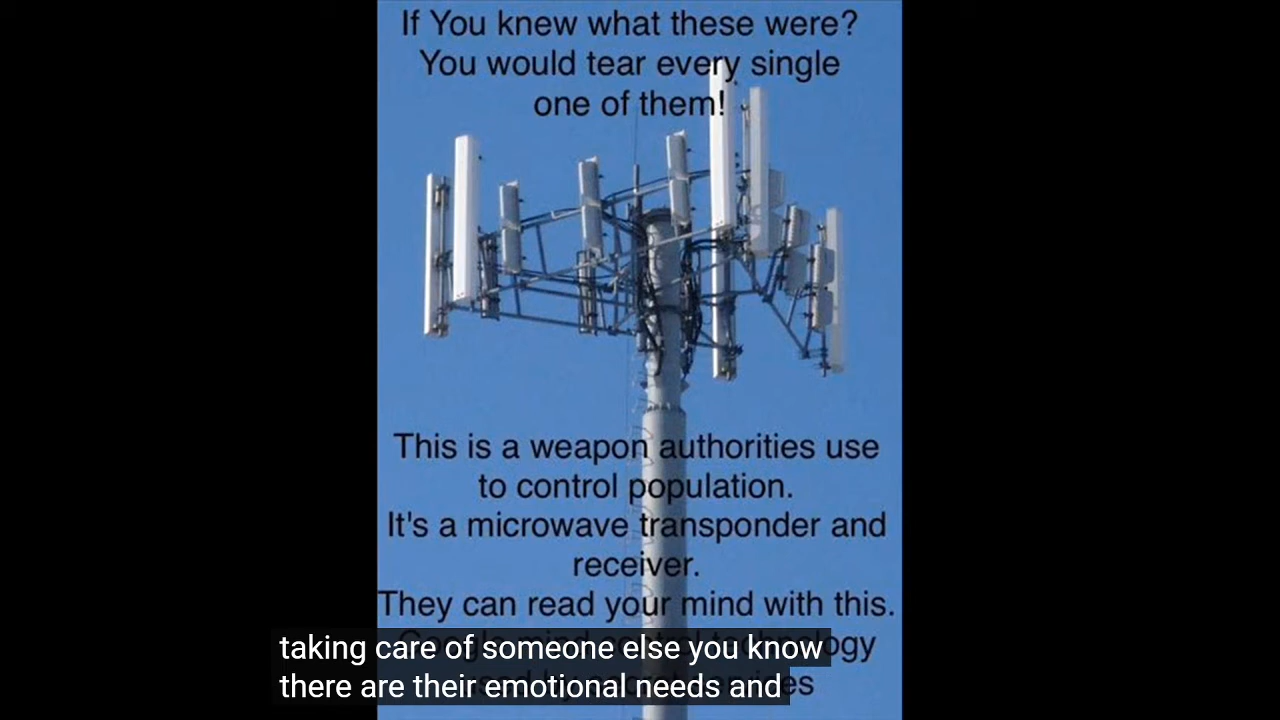 If You knew what these were?
You would tear every single
one of them!
This is a weapon authorities use
to control population.
It's a microwave transponder and
receiver.
They can read your mind with this.
taking care of someone else you know
there are their emotional needs and